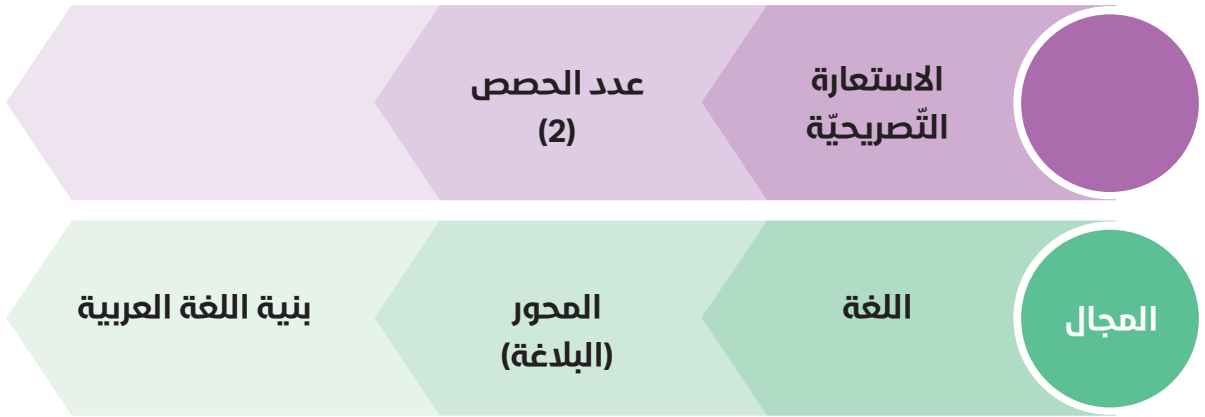 الاستعارة
التّصريحيّة
عدد الحصص
(2)
المجال
اللغة
المحور
(البلاغة)
بنية اللغة العربية